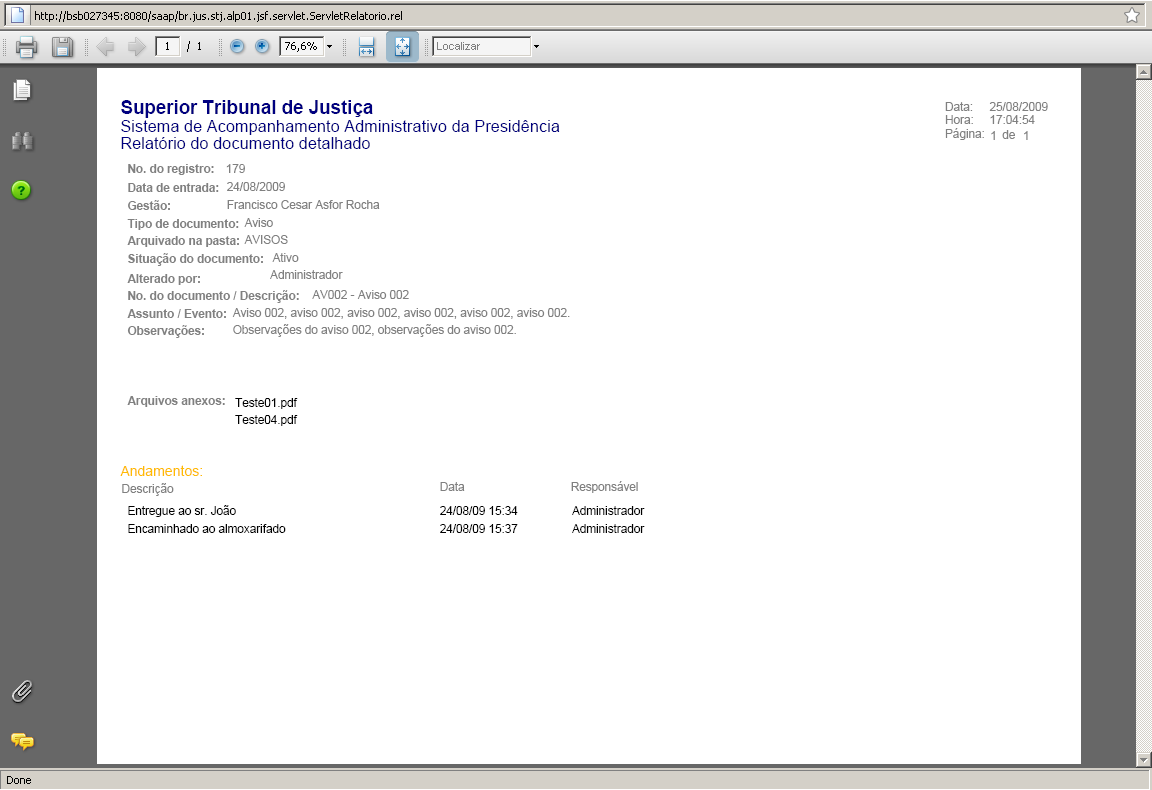 http://bsb027345:8080/saap/br.jus.stj.alp01.jsf.servlet.ServletRelatorio.rel
1 / 1 76,6% Localizar
Superior Tribunal de Justiça
Sistema de Acompanhamento Administrativo da Presidência
Relatório do documento detalhado
Data: 25/08/2009
Hora: 17:04:54
Página: 1 de 1
No. do registro: 179
Data de entrada: 24/08/2009
Gestão: Francisco Cesar Asfor Rocha
Tipo de documento: Aviso
Arquivado na pasta: AVISOS
Situação do documento: Ativo
Alterado por: Administrador
No. do documento / Descrição: AV002 - Aviso 002
Assunto / Evento: Aviso 002, aviso 002, aviso 002, aviso 002, aviso 002, aviso 002.
Observações: Observações do aviso 002, observações do aviso 002.
Arquivos anexos: Teste01.pdf
Teste04.pdf
Andamentos:
Descrição Data Responsável
Entregue ao sr. João 24/08/09 15:34 Administrador
Encaminhado ao almoxarifado 24/08/09 15:37 Administrador
Done